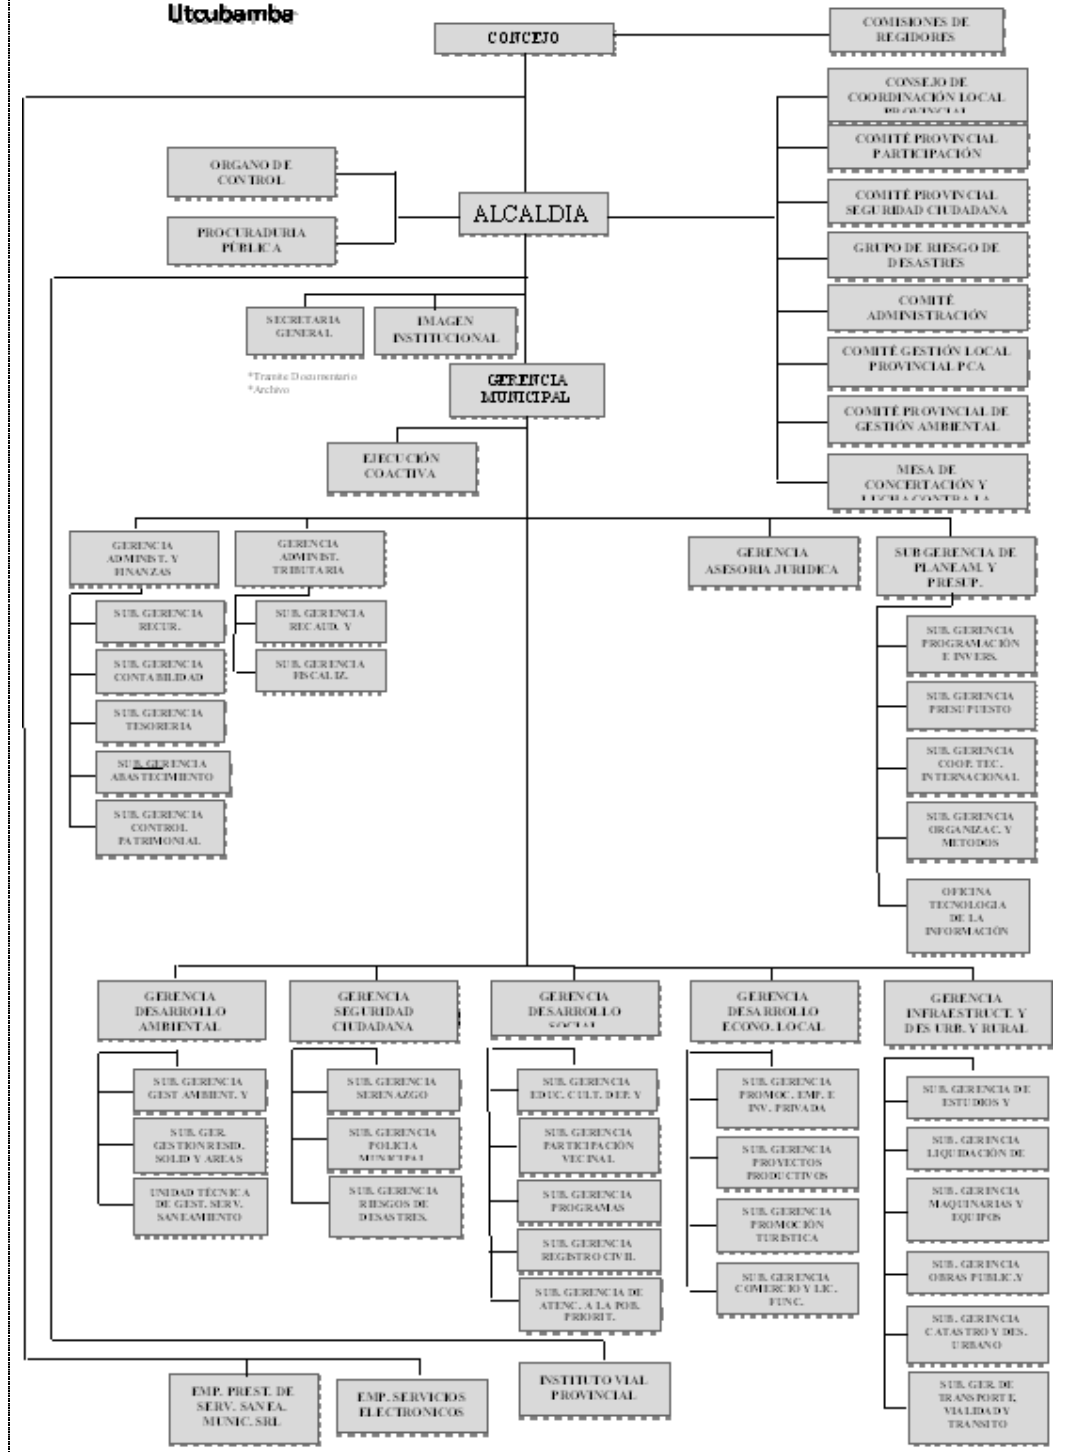 Utcubamba
CONCEJO
COMISIONES DE
REGIDORES
CONSEJO DE
COORDINACIÓN LOCAL
PROVINCIAL
COMITÉ PROVINCIAL
PARTICIPACIÓN
COMITÉ PROVINCIAL
SEGURIDAD CIUDADANA
GRUPO DE RIESGO DE
DESASTRES
COMITÉ
ADMINISTRACIÓN
COMITÉ GESTIÓN LOCAL
PROVINCIAL PCA
COMITÉ PROVINCIAL DE
GESTIÓN AMBIENTAL
MESA DE
CONCERTACIÓN Y
LUCHA CONTRA LA
ORGANO DE
CONTROL
PROCURADURIA
PÚBLICA
ALCALDIA
SECRETARIA
GENERAL
IMAGEN
INSTITUCIONAL
*Tramite Documentario
*Archivo
GERENCIA
MUNICIPAL
EJECUCIÓN
COACTIVA
GERENCIA
ADMINIST. Y
FINANZAS
SUB. GERENCIA
RECUR.
SUB. GERENCIA
CONTABILIDAD
SUB. GERENCIA
TESORERIA
SUB. GERENCIA
ABASTECIMIENTO
SUB. GERENCIA
CONTROL
PATRIMONIAL
GERENCIA
ADMINIST.
TRIBUTARIA
SUB. GERENCIA
RECAUD. Y
SUB. GERENCIA
FISCALIZ.
GERENCIA
ASESORIA JURIDICA
SUB GERENCIA DE
PLANEAM. Y
PRESUP.
SUB. GERENCIA
PROGRAMACIÓN
E INVERS.
SUB. GERENCIA
PRESUPUESTO
SUB. GERENCIA
COOP. TEC.
INTERNACIONAL
SUB. GERENCIA
ORGANIZAC. Y
METODOS
OFICINA
TECNOLOGIA
DE LA
INFORMACIÓN
GERENCIA
DESARROLLO
AMBIENTAL
SUB. GERENCIA
GEST AMBIENT. Y
SUB. GER.
GESTION RESID.
SOLID Y AREAS
UNIDAD TÉCNICA
DE GEST. SERV.
SANEAMIENTO
GERENCIA
SEGURIDAD
CIUDADANA
SUB. GERENCIA
SERENAZGO
SUB. GERENCIA
POLICIA
MUNICIPAL
SUB. GERENCIA
RIESGOS DE
DESASTRES.
GERENCIA
DESARROLLO
SOCIAL
SUB. GERENCIA
EDUC. CULT. DEP. Y
SUB. GERENCIA
PARTICIPACIÓN
VECINAL
SUB. GERENCIA
PROGRAMAS
SUB. GERENCIA
REGISTRO CIVIL
SUB. GERENCIA DE
ATENC. A LA POB.
PRIORIT.
GERENCIA
DESARROLLO
ECONO. LOCAL
SUB. GERENCIA
PROMOC. EMP. E
INV. PRIVADA
SUB. GERENCIA
PROYECTOS
PRODUCTIVOS
SUB. GERENCIA
PROMOCIÓN
TURISTICA
SUB. GERENCIA
COMERCIO Y LIC.
FUNC.
GERENCIA
INFRAESTRUCT. Y
DES URB. Y RURAL
SUB. GERENCIA DE
ESTUDIOS Y
SUB. GERENCIA
LIQUIDACIÓN DE
SUB. GERENCIA
MAQUINARIAS Y
EQUIPOS
SUB. GERENCIA
OBRAS PUBLIC. Y
SUB. GERENCIA
CATASTRO Y DES.
URBANO
SUB. GER. DE
TRANSPORTE,
VIALIDAD Y
TRANSITO
EMP. PREST. DE
SERV. SANEA.
MUNIC. SRL
EMP. SERVICIOS
ELECTRONICOS
INSTITUTO VIAL
PROVINCIAL